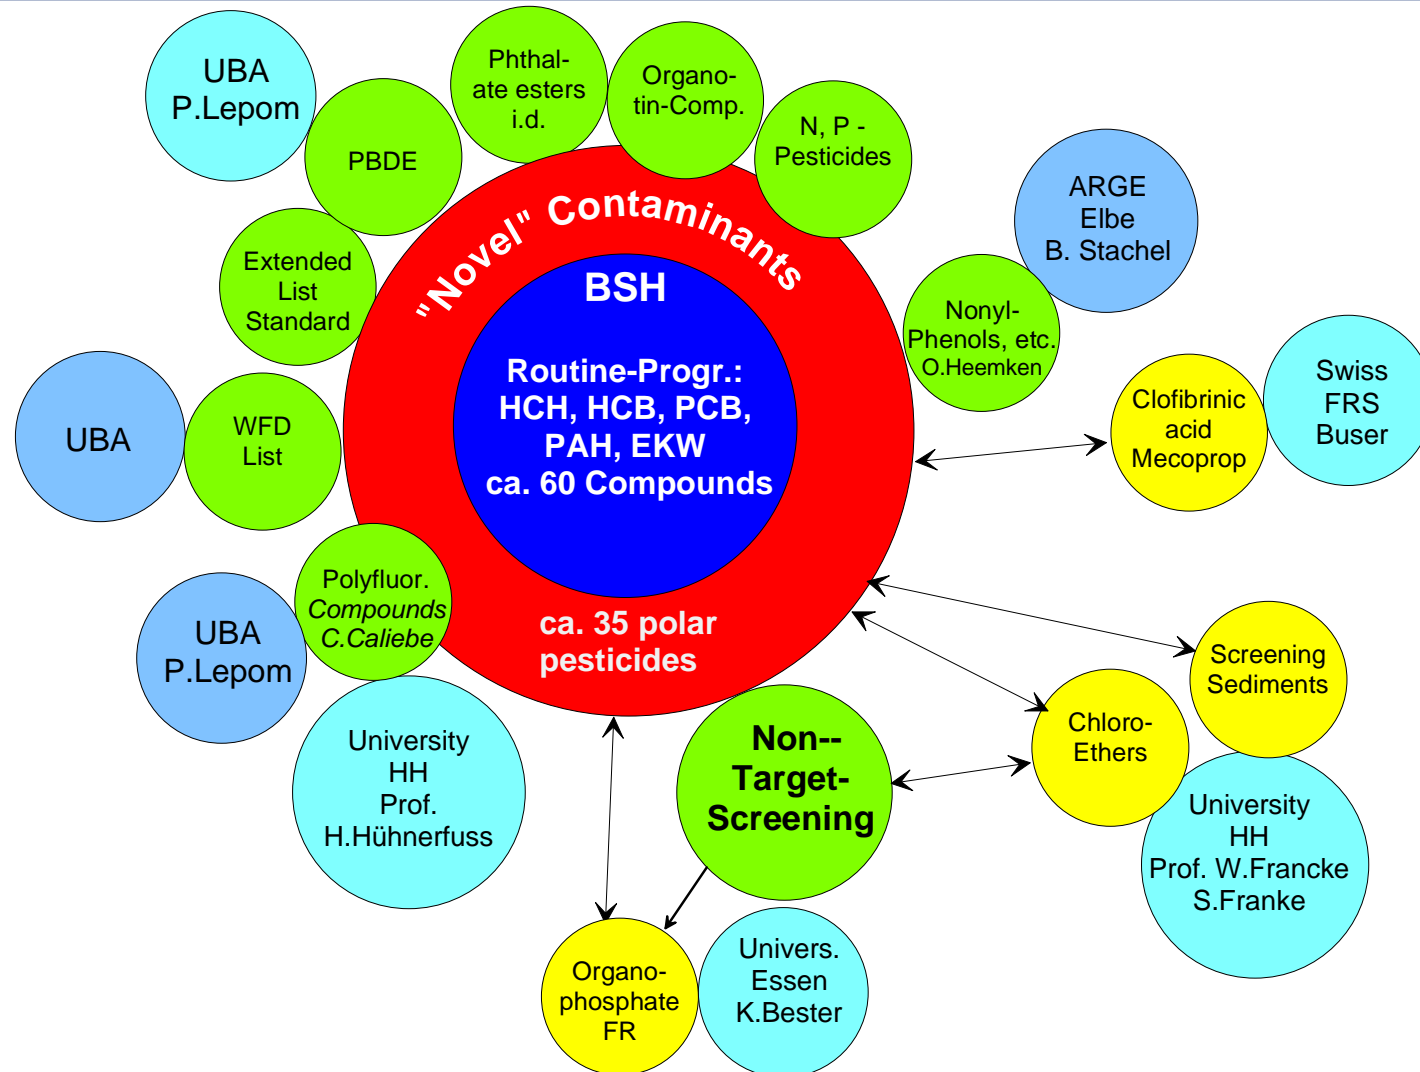 UBA
P.Lepom
PBDE
Phthal-
ate esters
i.d.
Organo-
tin-Comp.
N, P -
Pesticides
ARGE
Elbe
B. Stachel
Extended
List
Standard
"Novel" Contaminants
BSH
Routine-Progr.:
HCH, HCB, PCB,
PAH, EKW
ca. 60 Compounds
Nonyl-
Phenols, etc.
O.Heemken
Clofibrinic
acid
Mecoprop
Swiss
FRS
Buser
UBA
WFD
List
Polyfluor.
Compounds
C.Caliebe
UBA
P.Lepom
ca. 35 polar
pesticides
Screening
Sediments
Chloro-
Ethers
University
HH
Prof.
H.Hühnerfuss
Non--
Target-
Screening
University
HH
Prof. W.Francke
S.Franke
Organo-
phosphate
FR
Univers.
Essen
K.Bester